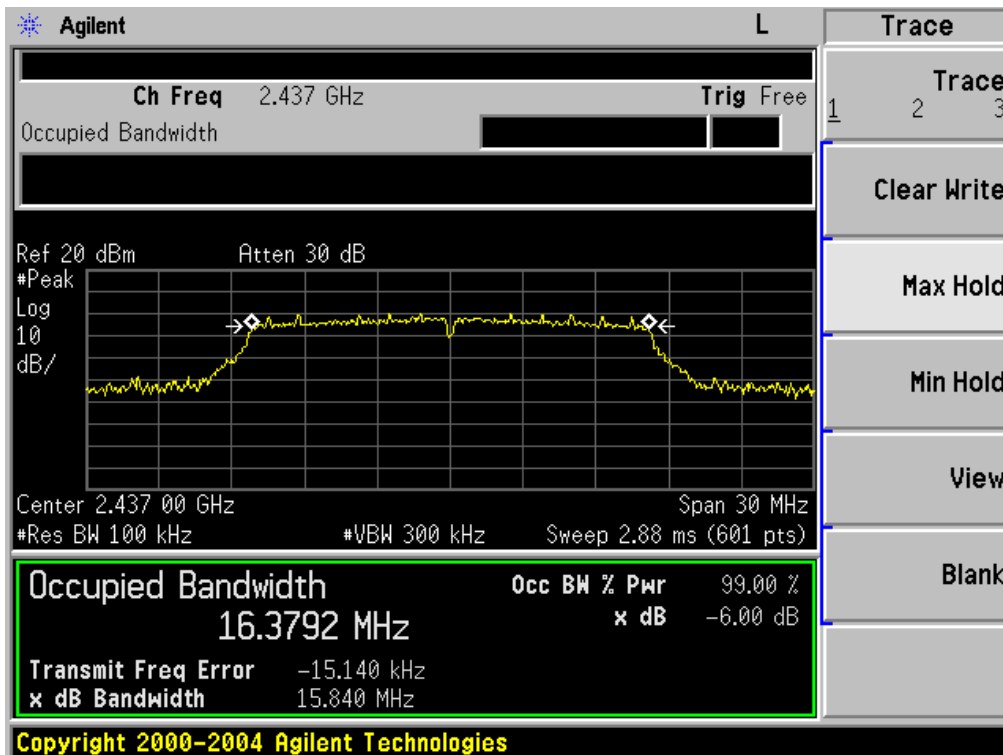 Agilent L Trace
Ch Freq 2.437 GHz Trig Free
Occupied Bandwidth
Trace
1 2 3
Clear Write
Max Hold
Min Hold
View
Blank
Ref 20 dBm Atten 30 dB
#Peak
Log
10
dB/
Center 2.437 00 GHz Span 30 MHz
#Res BW 100 kHz #VBW 300 kHz Sweep 2.88 ms (601 pts)
Occupied Bandwidth Occ BW % Pwr 99.00 %
16.3792 MHz x dB -6.00 dB
Transmit Freq Error -15.140 kHz
x dB Bandwidth 15.840 MHz
Copyright 2000-2004 Agilent Technologies